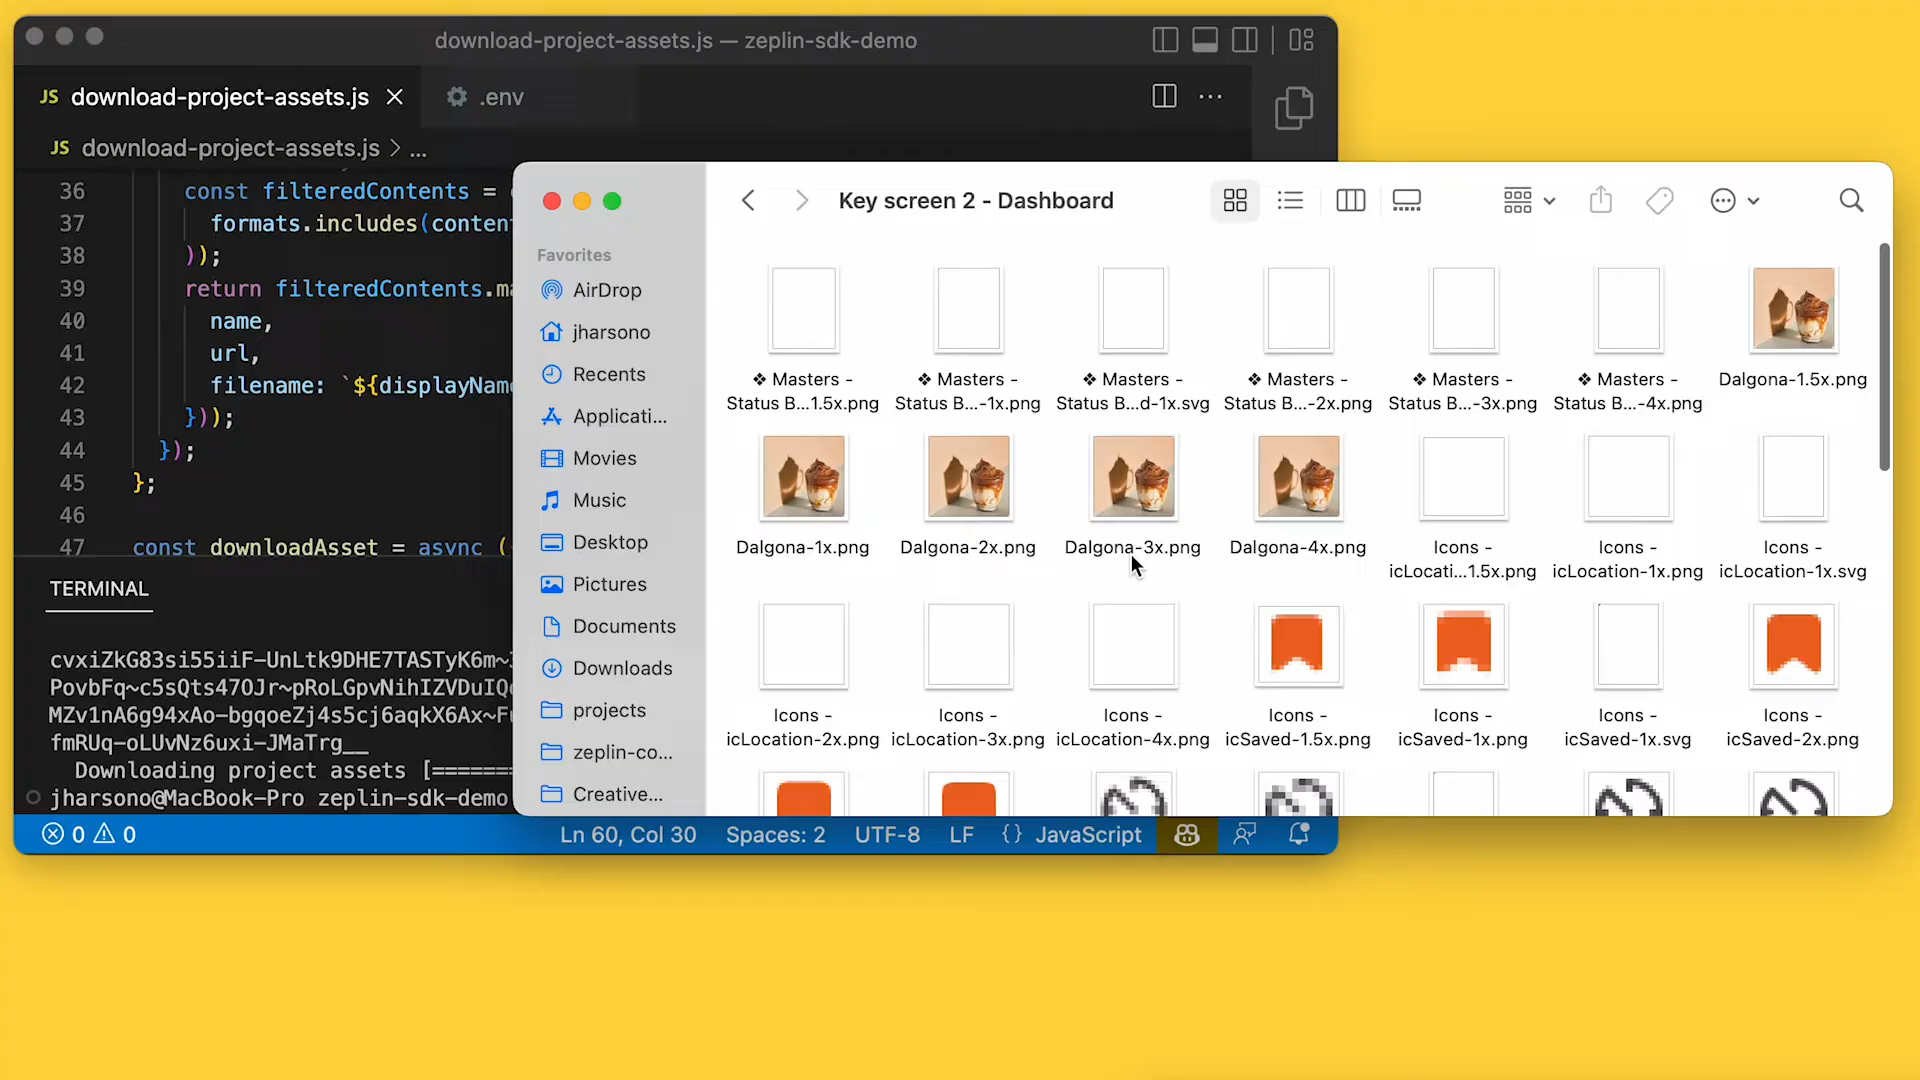 download-project-assets.js — zeplin-sdk-demo
JS download-project-assets.js
.env
JS download-project-assets.js > ...
36 const filteredContents =
37 formats.includes(conten
38 ));
39 return filteredContents.ma
40 name,
41 url,
42 filename: `${displayName
43 }));
44 });
45 };
46
47 const downloadAsset = async (
TERMINAL
cvxiZkG83si55iiF-UnLtk9DHE7TASTyK6m~
PovbFq~c5sQts47OJr~pRoLGpvNihIZVDuIQ
MZv1nA6g94xAo-bgqoeZj4s5cj6aqkX6Ax~F
fmRUq-oLUvNz6uxi-JMaTrg__
Downloading project assets [=======
jharsono@MacBook-Pro zeplin-sdk-demo
0 0
Ln 60, Col 30 Spaces: 2 UTF-8 LF {} JavaScript
Key screen 2 - Dashboard
Favorites
AirDrop
jharsono
Recents
Applicati...
Movies
Music
Desktop
Pictures
Documents
Downloads
projects
zeplin-co...
Creative...
❖ Masters - Status B...1.5x.png
❖ Masters - Status B...-1x.png
❖ Masters - Status B...d-1x.svg
❖ Masters - Status B...-2x.png
❖ Masters - Status B...-3x.png
❖ Masters - Status B...-4x.png
Dalgona-1.5x.png
Dalgona-1x.png
Dalgona-2x.png
Dalgona-3x.png
Dalgona-4x.png
Icons - icLocati...1.5x.png
Icons - icLocation-1x.png
Icons - icLocation-1x.svg
Icons - icLocation-2x.png
Icons - icLocation-3x.png
Icons - icLocation-4x.png
Icons - icSaved-1.5x.png
Icons - icSaved-1x.png
Icons - icSaved-1x.svg
Icons - icSaved-2x.png